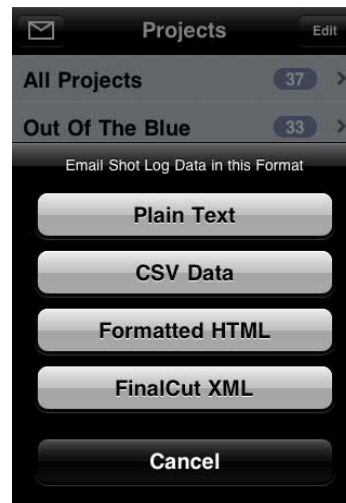 Projects
Edit
All Projects 37
Out Of The Blue 33
Email Shot Log Data in this Format
Plain Text
CSV Data
Formatted HTML
FinalCut XML
Cancel